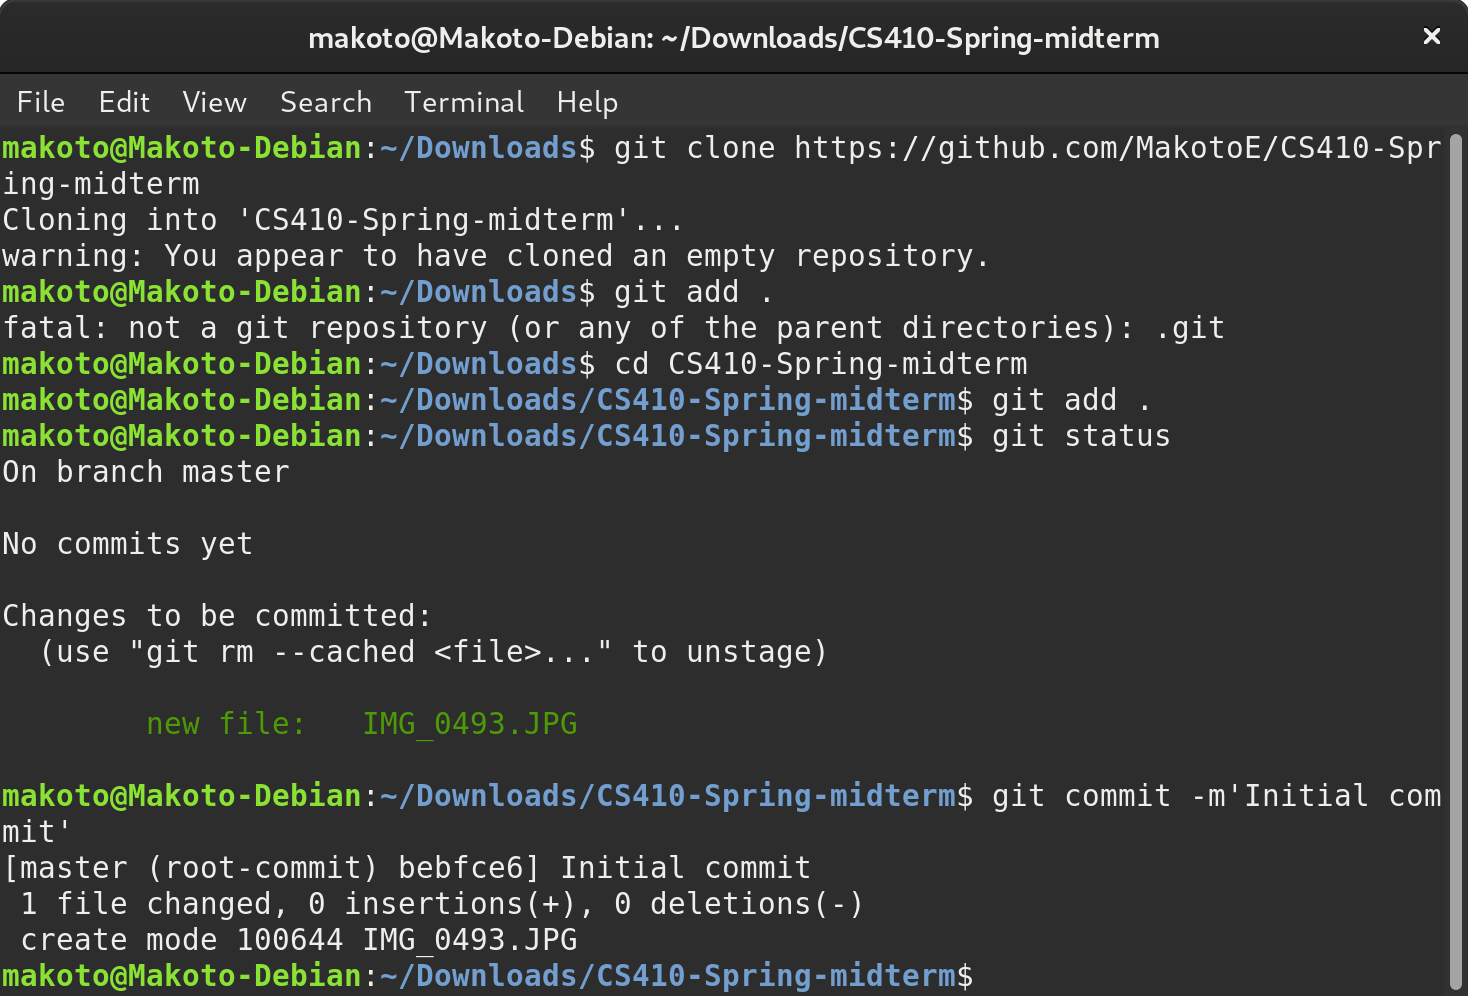 makoto@Makoto-Debian: ~/Downloads/CS410-Spring-midterm
File Edit View Search Terminal Help
makoto@Makoto-Debian:~/Downloads$ git clone https://github.com/MakotoE/CS410-Spr
ing-midterm
Cloning into 'CS410-Spring-midterm'...
warning: You appear to have cloned an empty repository.
makoto@Makoto-Debian:~/Downloads$ git add .
fatal: not a git repository (or any of the parent directories): .git
makoto@Makoto-Debian:~/Downloads$ cd CS410-Spring-midterm
makoto@Makoto-Debian:~/Downloads/CS410-Spring-midterm$ git add .
makoto@Makoto-Debian:~/Downloads/CS410-Spring-midterm$ git status
On branch master

No commits yet

Changes to be committed:
  (use "git rm --cached <file>..." to unstage)

        new file:   IMG_0493.JPG

makoto@Makoto-Debian:~/Downloads/CS410-Spring-midterm$ git commit -m'Initial com
mit'
[master (root-commit) bebfce6] Initial commit
 1 file changed, 0 insertions(+), 0 deletions(-)
 create mode 100644 IMG_0493.JPG
makoto@Makoto-Debian:~/Downloads/CS410-Spring-midterm$